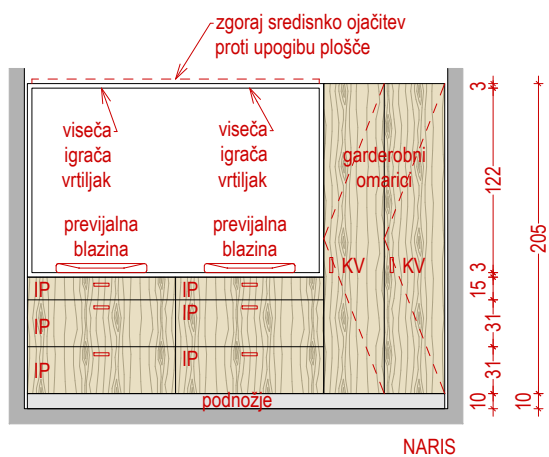 zgoraj sredisnko ojačitev
proti upogibu plošče
viseča
igrača
vrtiljak
viseča
igrača
vrtiljak
garderobni
omarici
previjalna
blazina
previjalna
blazina
KV
KV
IP
IP
IP
IP
IP
IP
podnožje
3
122
3
15
31
31
10
205
10
NARIS